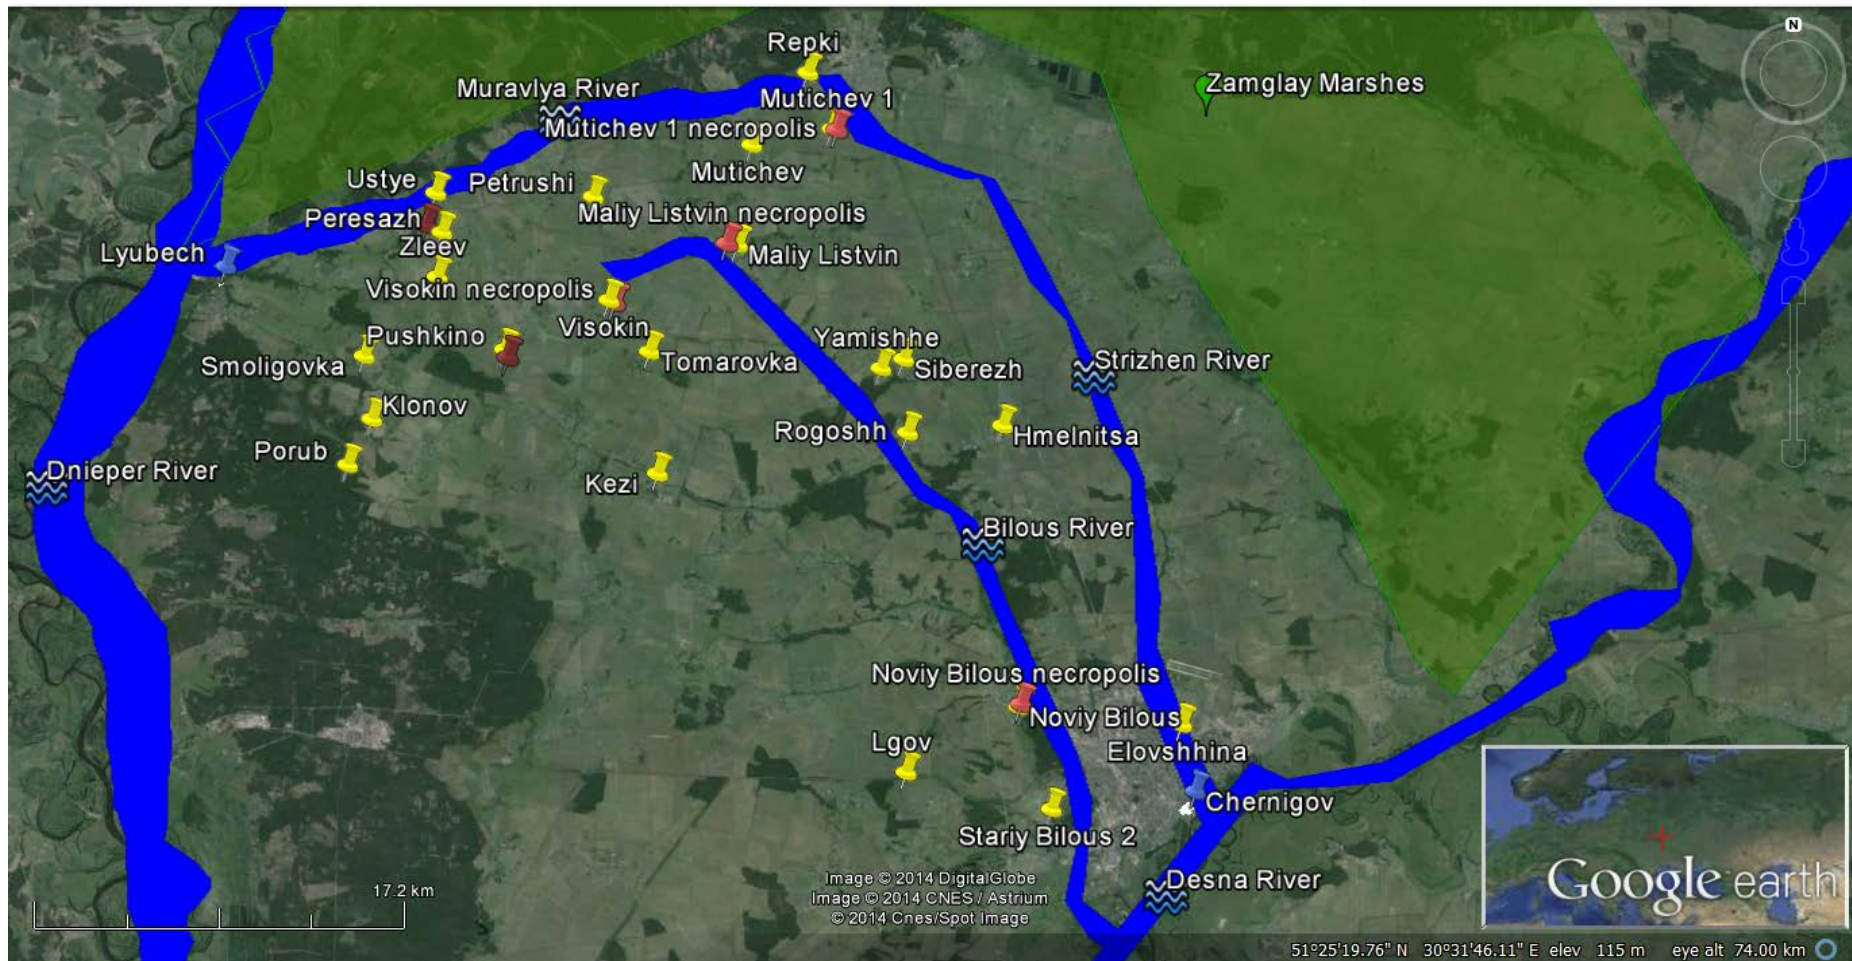 N
Repki
Zamglay Marshes
Muravlya River
Mutichev 1
Mutichev 1 necropolis
Mutichev
Ustye
Petrushi
Maliy Listvin necropolis
Peresazh
Zleev
Lyubech
Maliy Listvin
Visokin necropolis
Visokin
Pushkino
Yamishhe
Smoligovka
Tomarovka
Siberezh
Strizhen River
Klonov
Rogoshh
Hmelnitsa
Porub
Dnieper River
Kezi
Bilous River
Noviy Bilous necropolis
Noviy Bilous
Lgov
Elovshhina
Chernigov
Stariy Bilous 2
Desna River
17.2 km
Image © 2014 DigitalGlobe
Image © 2014 CNES / Astrium
© 2014 Cnes/Spot Image
Google earth
51°25'19.76" N 30°31'46.11" E elev 115 m eye alt 74.00 km